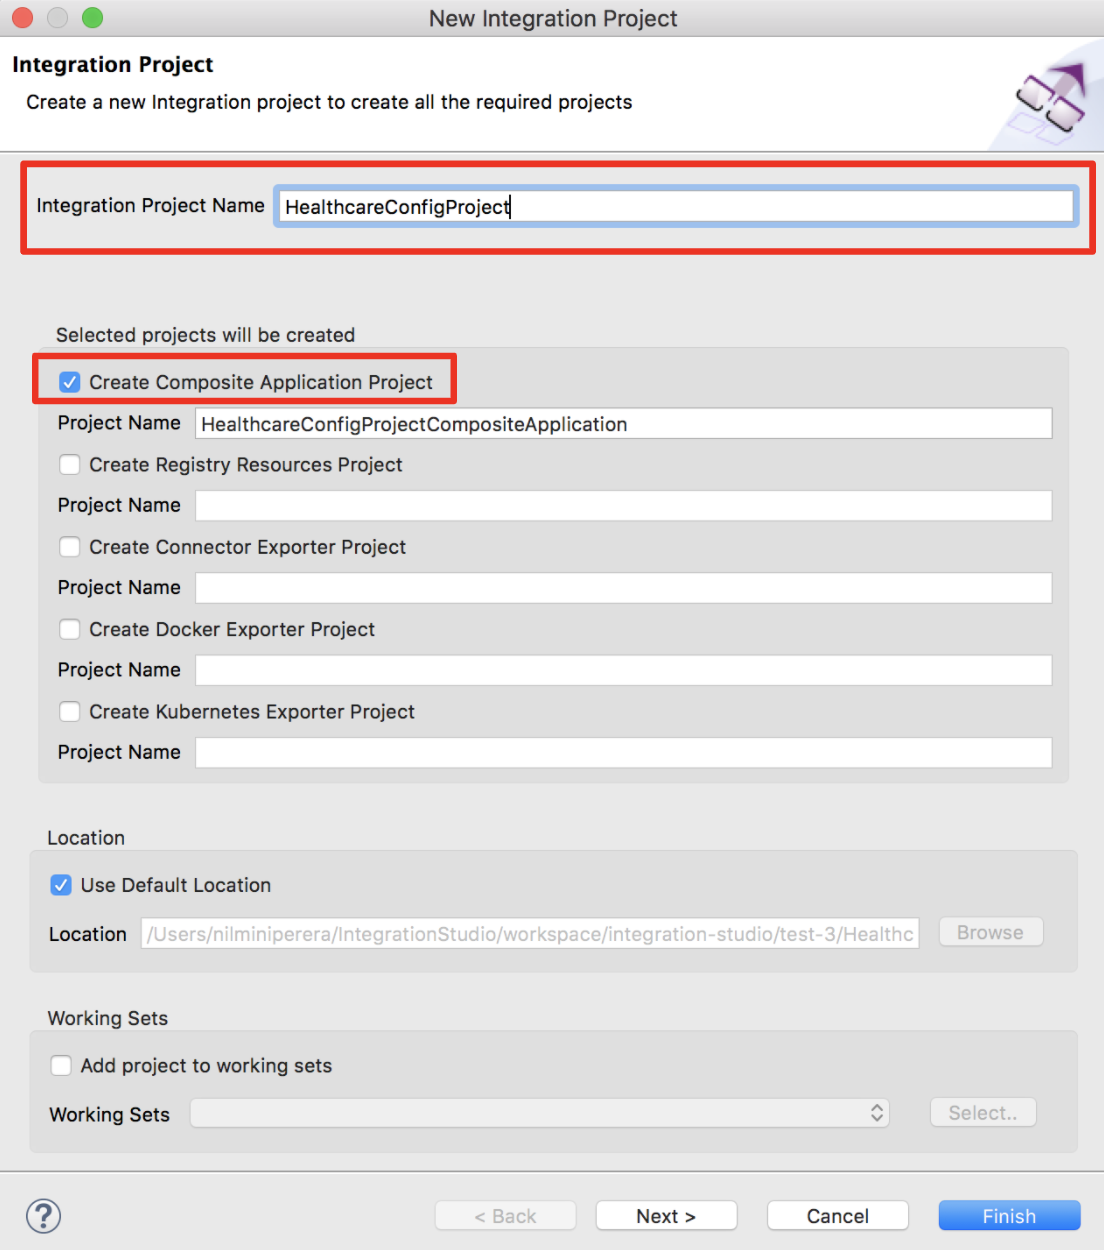 New Integration Project
Integration Project
Create a new Integration project to create all the required projects
Integration Project Name HealthcareConfigProject
Selected projects will be created
Create Composite Application Project
Project Name HealthcareConfigProjectCompositeApplication
Create Registry Resources Project
Project Name
Create Connector Exporter Project
Project Name
Create Docker Exporter Project
Project Name
Create Kubernetes Exporter Project
Project Name
Location
Use Default Location
Location /Users/nilminiperera/IntegrationStudio/workspace/integration-studio/test-3/Healthc Browse
Working Sets
Add project to working sets
Working Sets Select..
? < Back Next > Cancel Finish